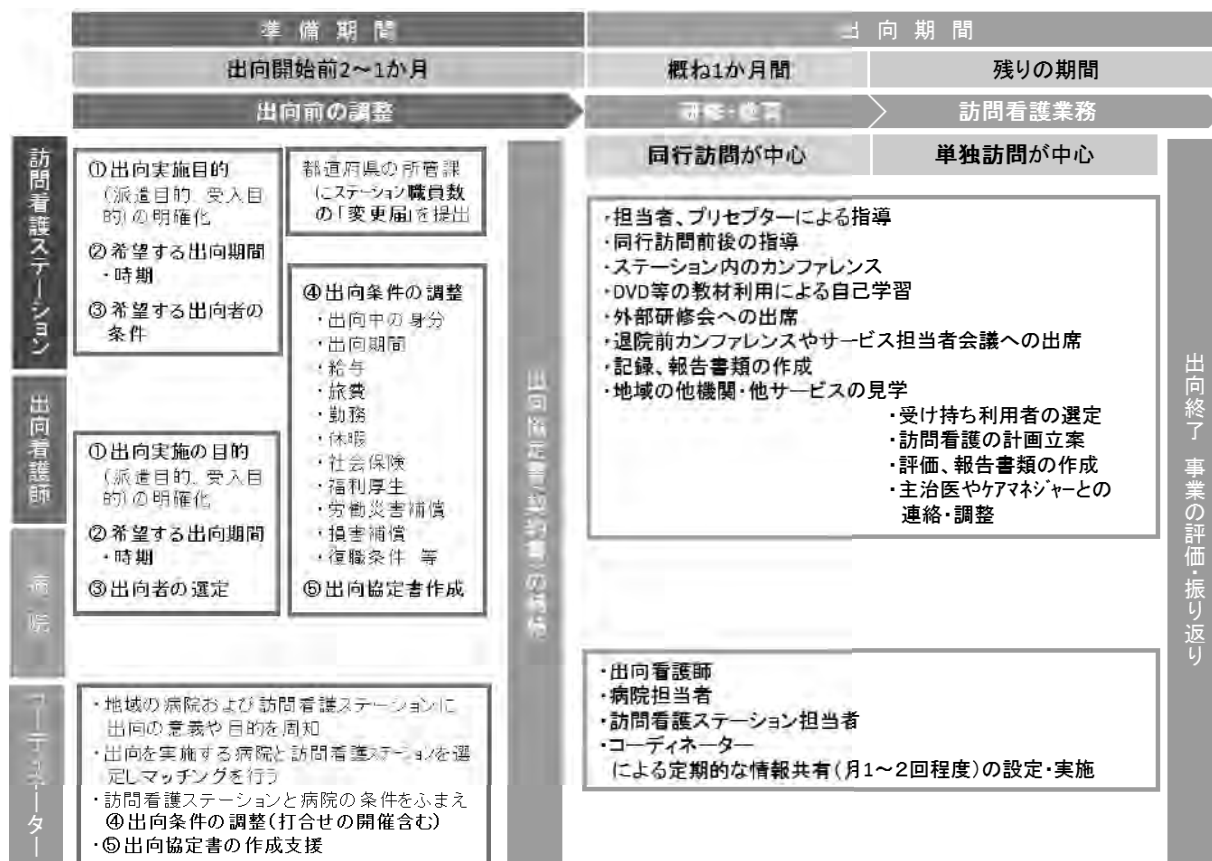 準備期間
出向期間
出向開始前2～1か月
概ね1か月間
残りの期間
出向前の調整
研修・教育
訪問看護業務
同行訪問が中心
単独訪問が中心
訪問看護ステーション
出向看護師
病院
コーディネーター
①出向実施目的
(派遣目的、受入目
的)の明確化
②希望する出向期間
・時期
③希望する出向者の
条件
都道府県の所管課
にステーション職員数
の「変更届」を提出
①出向実施の目的
(派遣目的、受入目
的)の明確化
②希望する出向期間
・時期
③出向者の選定
④出向条件の調整
・出向中の身分
・出向期間
・給与
・旅費
・勤務
・休暇
・社会保険
・福利厚生
・労働災害補償
・損害補償
・復職条件 等
⑤出向協定書作成
・地域の病院および訪問看護ステーションに
出向の意義や目的を周知
・出向を実施する病院と訪問看護ステーションを選
定しマッチングを行う
・訪問看護ステーションと病院の条件をふまえ
④出向条件の調整(打合せの開催含む)
・⑤出向協定書の作成支援
出向協定書(契約書)の締結
・担当者、プリセプターによる指導
・同行訪問前後の指導
・ステーション内のカンファレンス
・DVD等の教材利用による自己学習
・外部研修会への出席
・退院前カンファレンスやサービス担当者会議への出席
・記録、報告書類の作成
・地域の他機関・他サービスの見学
・受け持ち利用者の選定
・訪問看護の計画立案
・評価、報告書類の作成
・主治医やケアマネジャーとの
連絡・調整
・出向看護師
・病院担当者
・訪問看護ステーション担当者
・コーディネーター
による定期的な情報共有(月1～2回程度)の設定・実施
出向終了 事業の評価・振り返り